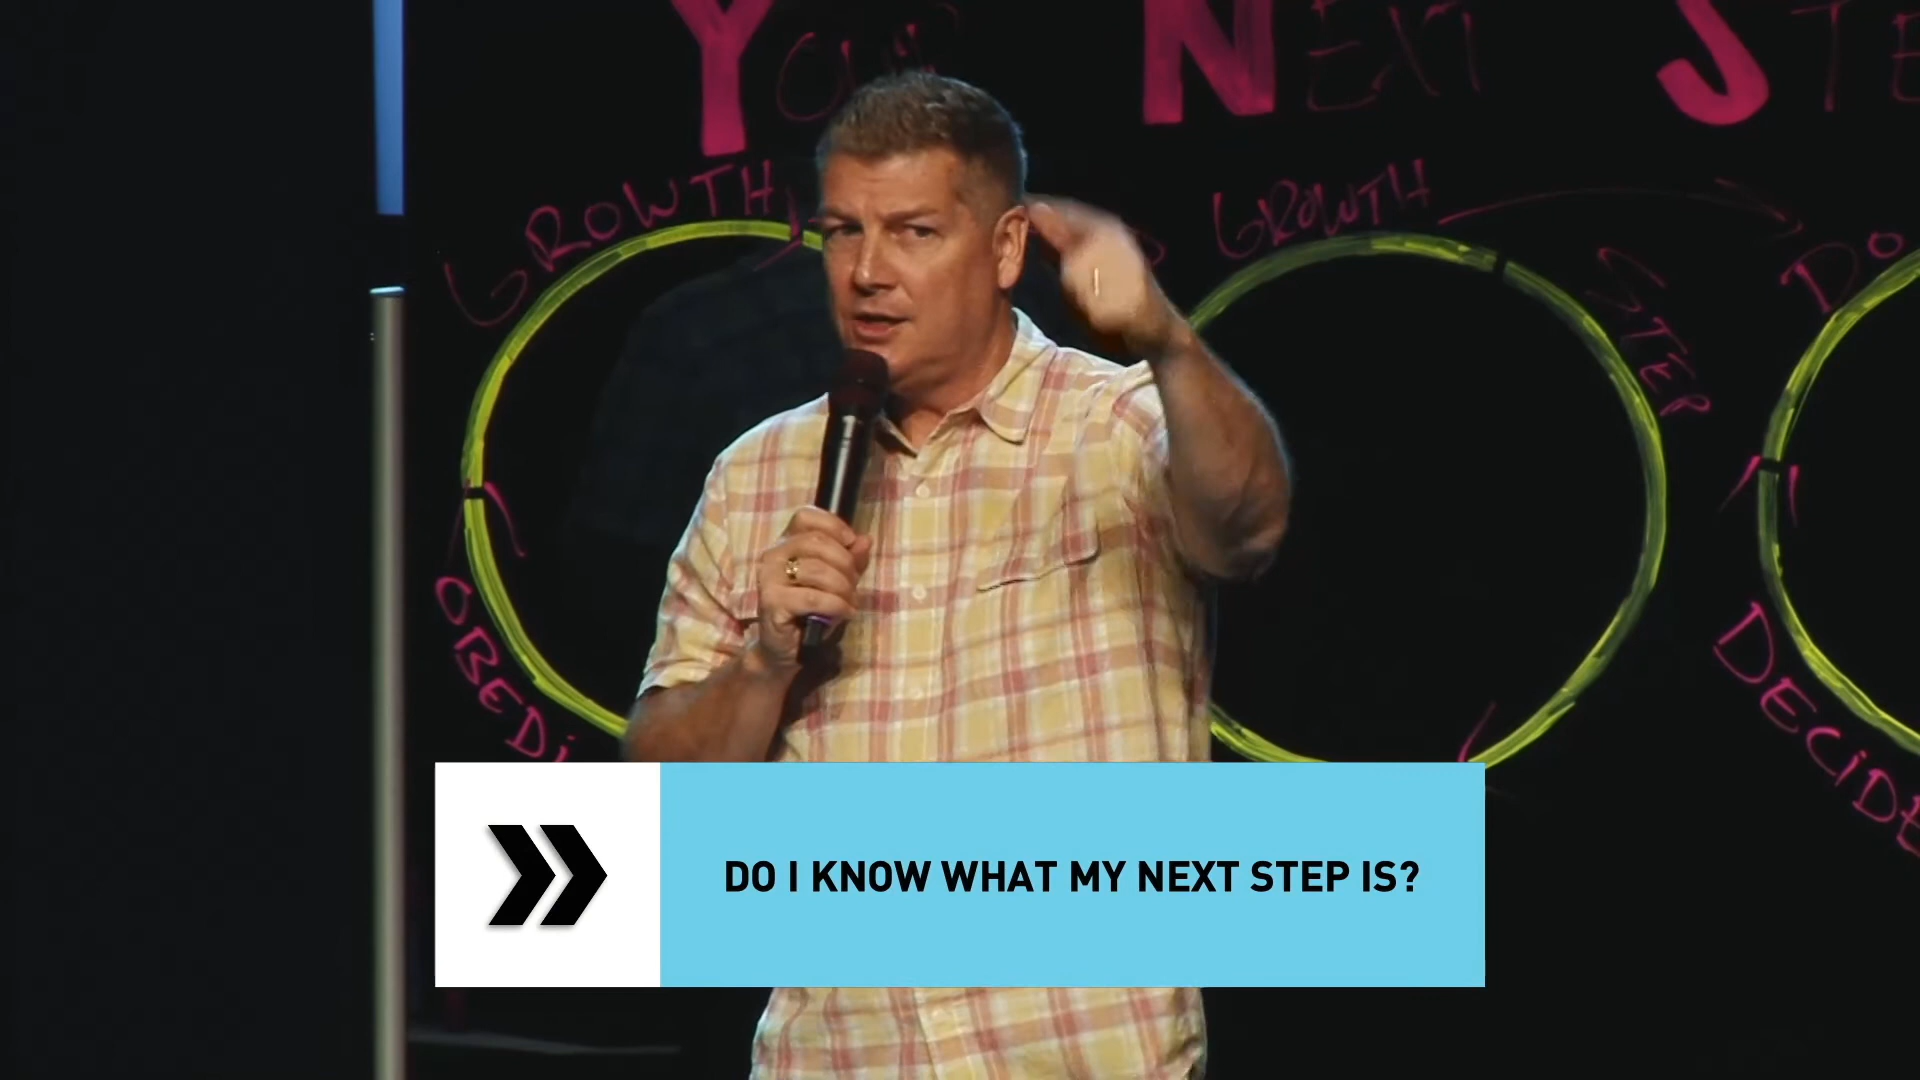 Your Next Step
GROWTH
GROWTH
STEP
DO
OBEDi
DECiDE
DO I KNOW WHAT MY NEXT STEP IS?